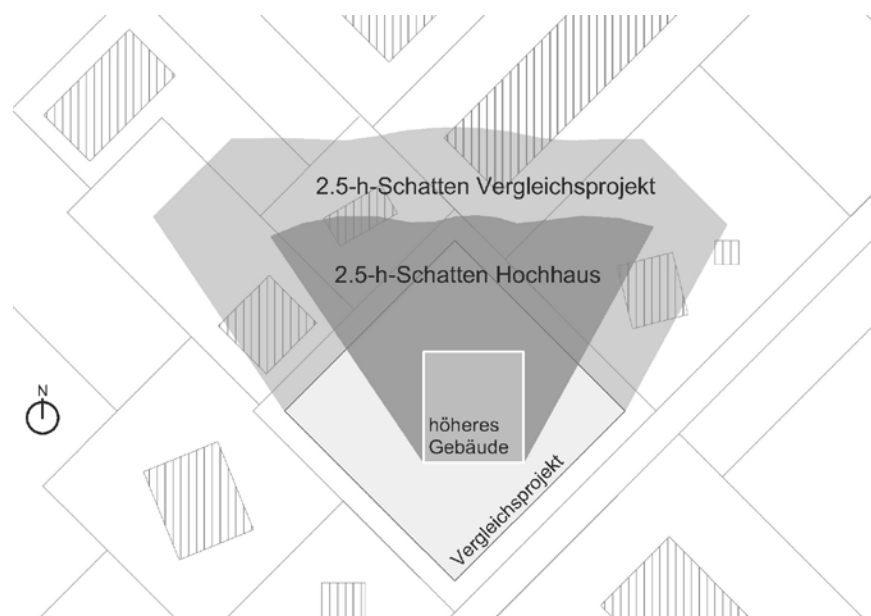 2.5-h-Schatten Vergleichsprojekt
2.5-h-Schatten Hochhaus
N
höheres
Gebäude
Vergleichsprojekt